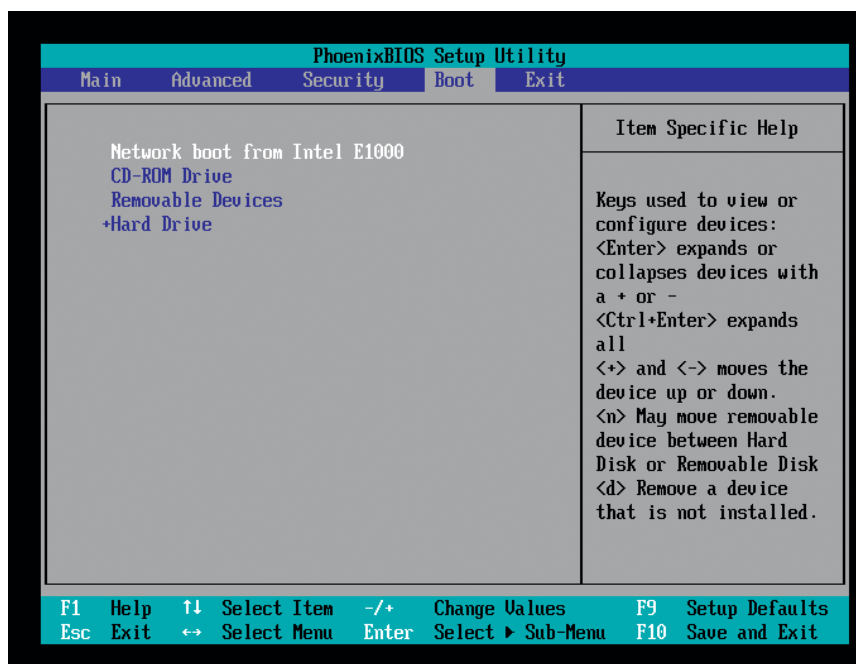 PhoenixBIOS Setup Utility
Main Advanced Security Boot Exit
Network boot from Intel E1000
CD-ROM Drive
Removable Devices
+Hard Drive
Item Specific Help
Keys used to view or
configure devices:
<Enter> expands or
collapses devices with
a + or -
<Ctrl+Enter> expands
all
<+> and <-> moves the
device up or down.
<n> May move removable
device between Hard
Disk or Removable Disk
<d> Remove a device
that is not installed.
F1 Help ↑↓ Select Item -/+ Change Values F9 Setup Defaults
Esc Exit ↔ Select Menu Enter Select ▶ Sub-Menu F10 Save and Exit